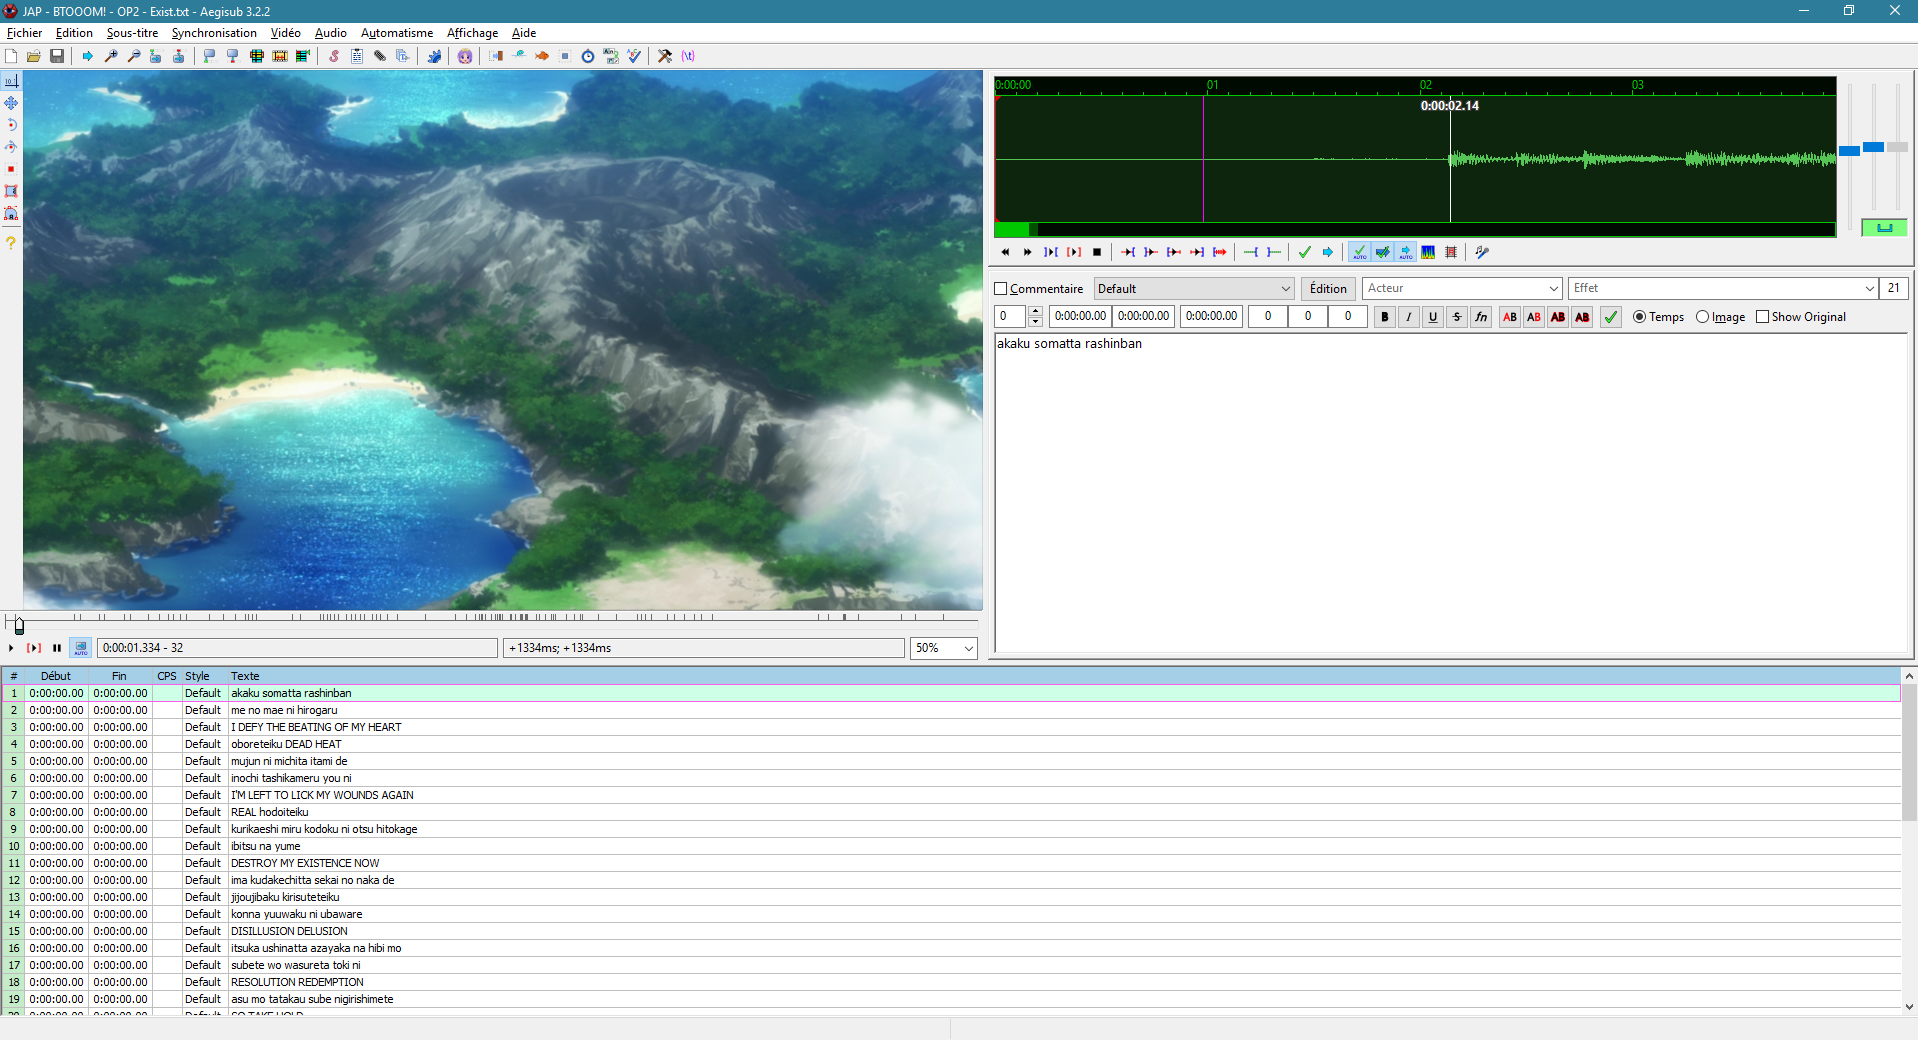 JAP - BTOOOM! - OP2 - Exist.txt - Aegisub 3.2.2
Fichier Edition Sous-titre Synchronisation Vidéo Audio Automatisme Affichage Aide
0:00:00 01 02 03
0:00:02.14
Commentaire Default Édition Acteur Effet 21
0 0:00:00.00 0:00:00.00 0:00:00.00 0 0 0 B I U S fn AB AB AB AB Temps Image Show Original
akaku somatta rashinban
0:00:01.334 - 32 +1334ms; +1334ms 50%
# Début Fin CPS Style Texte
1 0:00:00.00 0:00:00.00 Default akaku somatta rashinban
2 0:00:00.00 0:00:00.00 Default me no mae ni hirogaru
3 0:00:00.00 0:00:00.00 Default I DEFY THE BEATING OF MY HEART
4 0:00:00.00 0:00:00.00 Default oboreteiku DEAD HEAT
5 0:00:00.00 0:00:00.00 Default mujun ni michita itami de
6 0:00:00.00 0:00:00.00 Default inochi tashikameru you ni
7 0:00:00.00 0:00:00.00 Default I'M LEFT TO LICK MY WOUNDS AGAIN
8 0:00:00.00 0:00:00.00 Default REAL hodoiteiku
9 0:00:00.00 0:00:00.00 Default kurikaeshi miru kodoku ni otsu hitokage
10 0:00:00.00 0:00:00.00 Default ibitsu na yume
11 0:00:00.00 0:00:00.00 Default DESTROY MY EXISTENCE NOW
12 0:00:00.00 0:00:00.00 Default ima kudakechitta sekai no naka de
13 0:00:00.00 0:00:00.00 Default jijoujibaku kirisuteteiku
14 0:00:00.00 0:00:00.00 Default konna yuuwaku ni ubaware
15 0:00:00.00 0:00:00.00 Default DISILLUSION DELUSION
16 0:00:00.00 0:00:00.00 Default itsuka ushinatta azayaka na hibi mo
17 0:00:00.00 0:00:00.00 Default subete wo wasureta toki ni
18 0:00:00.00 0:00:00.00 Default RESOLUTION REDEMPTION
19 0:00:00.00 0:00:00.00 Default asu mo tatakau sube nigirishimete
20 0:00:00.00 0:00:00.00 Default SO TAKE HOLD